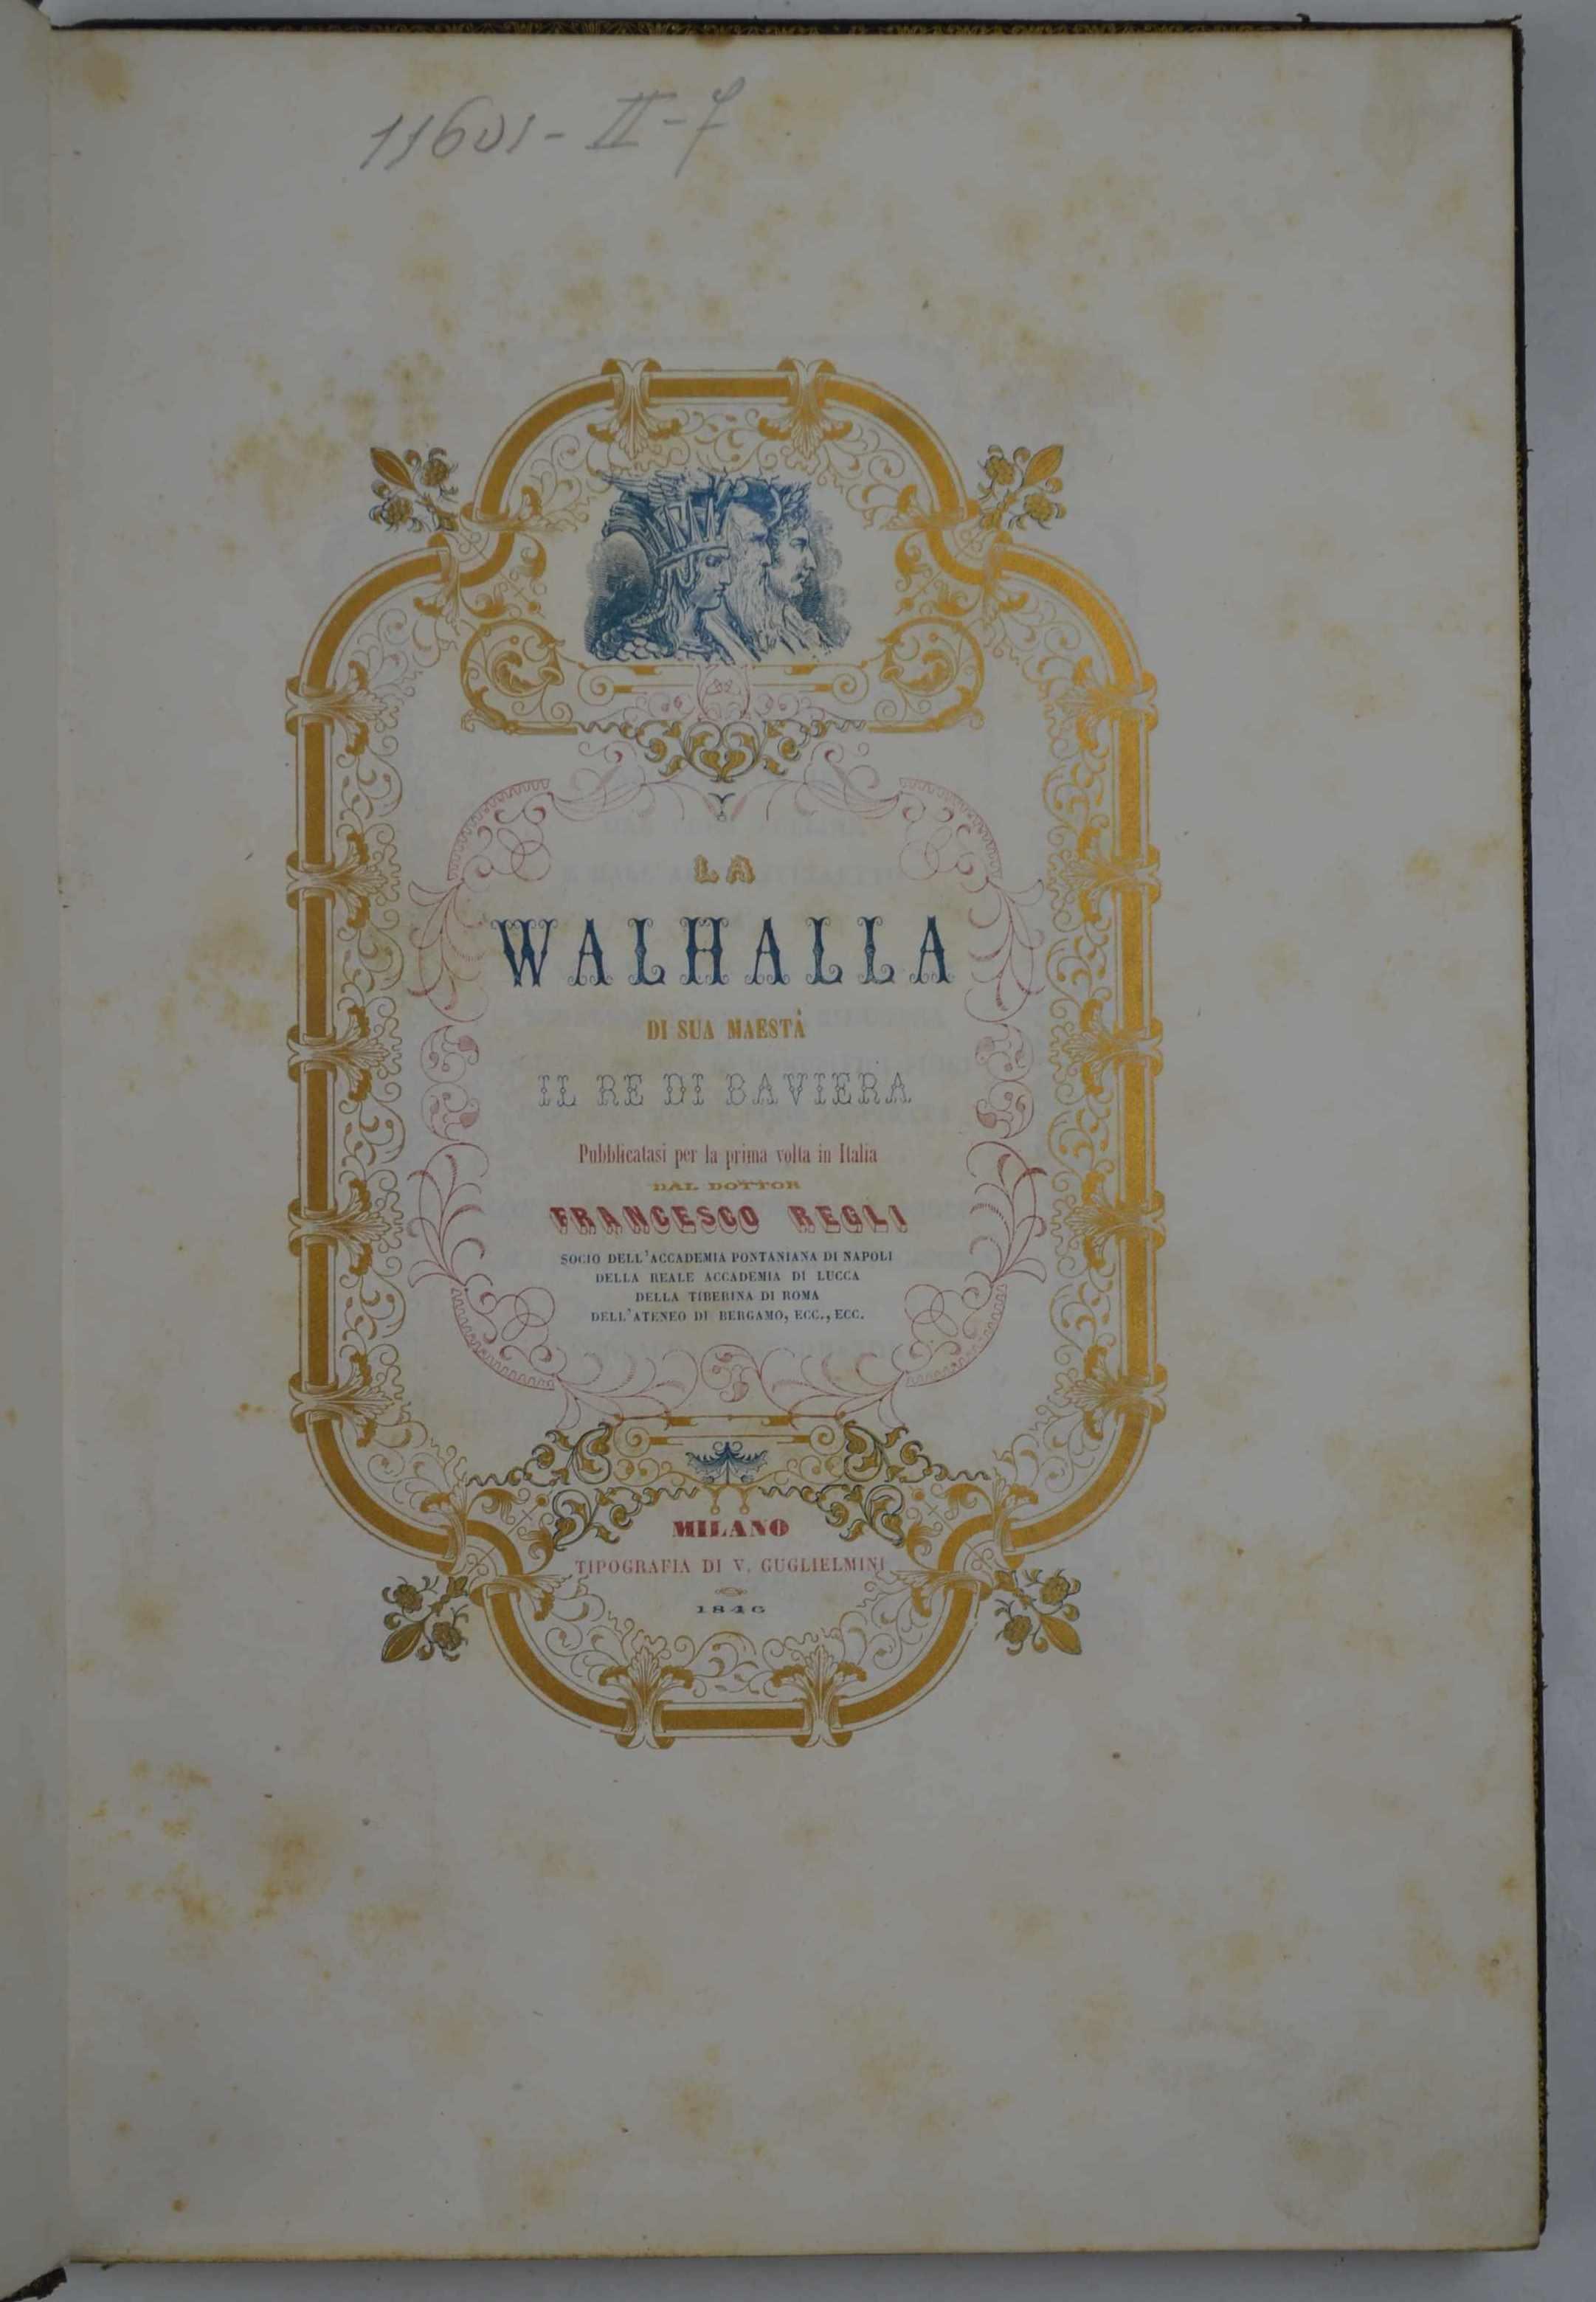 11601-II-7
LA
WALHALLA
DI SUA MAESTÀ
IL RE DI BAVIERA
Pubblicatasi per la prima volta in Italia
DAL DOTTOR
FRANCESCO REGLI
SOCIO DELL'ACCADEMIA PONTANIANA DI NAPOLI
DELLA REALE ACCADEMIA DI LUCCA
DELLA TIBERINA DI ROMA
DELL'ATENEO DI BERGAMO, ECC., ECC.
MILANO
TIPOGRAFIA DI V. GUGLIELMINI
1846